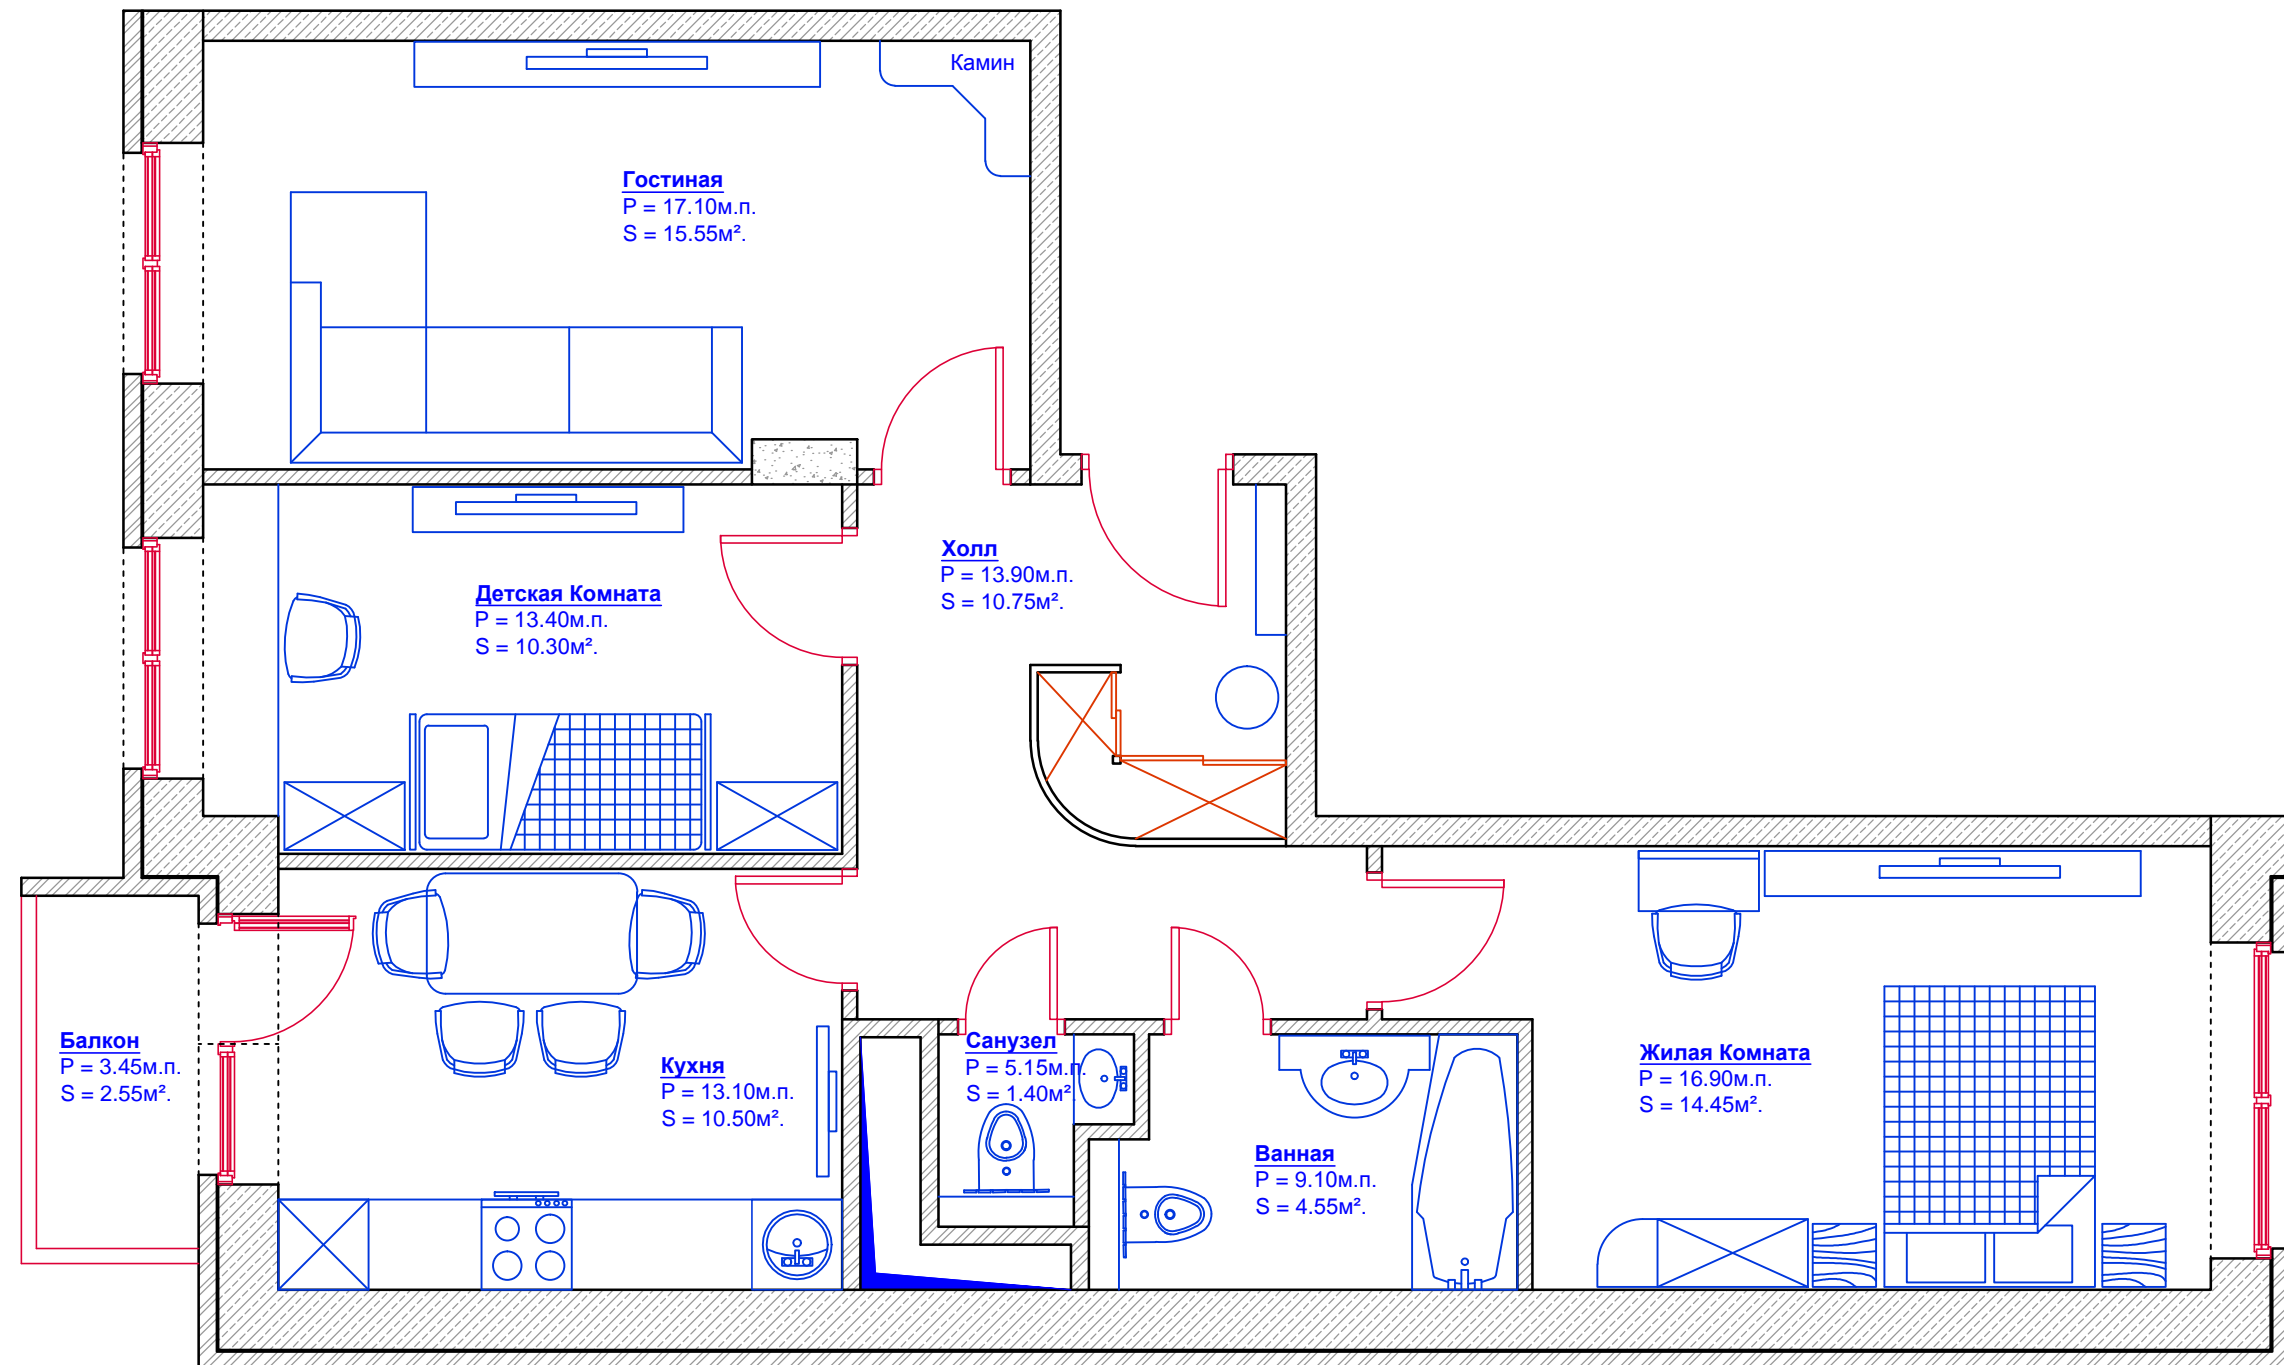 Камин
Гостиная
P = 17.10м.п.
S = 15.55м².
Холл
P = 13.90м.п.
S = 10.75м².
Детская Комната
P = 13.40м.п.
S = 10.30м².
Балкон
P = 3.45м.п.
S = 2.55м².
Кухня
P = 13.10м.п.
S = 10.50м².
Санузел
P = 5.15м.п.
S = 1.40м².
Ванная
P = 9.10м.п.
S = 4.55м².
Жилая Комната
P = 16.90м.п.
S = 14.45м².